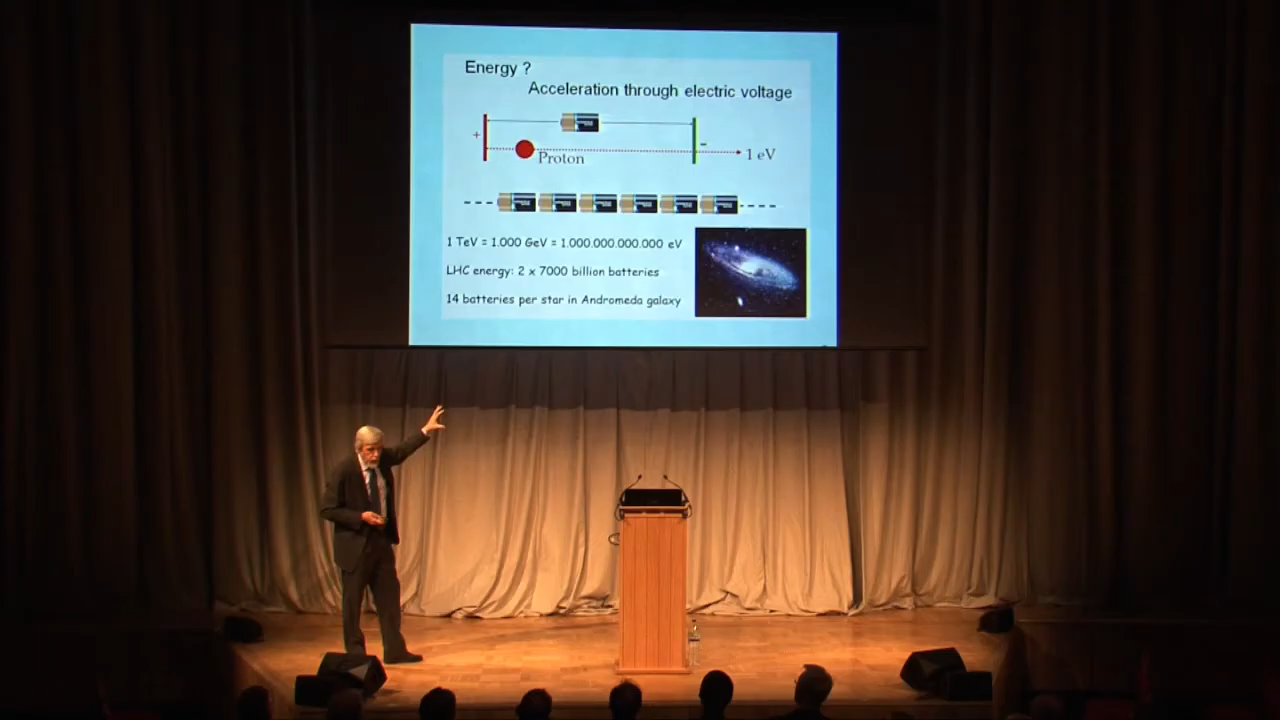 Energy ?
Acceleration through electric voltage
+
-
Proton
1 eV
1 TeV = 1.000 GeV = 1.000.000.000.000 eV
LHC energy: 2 x 7000 billion batteries
14 batteries per star in Andromeda galaxy